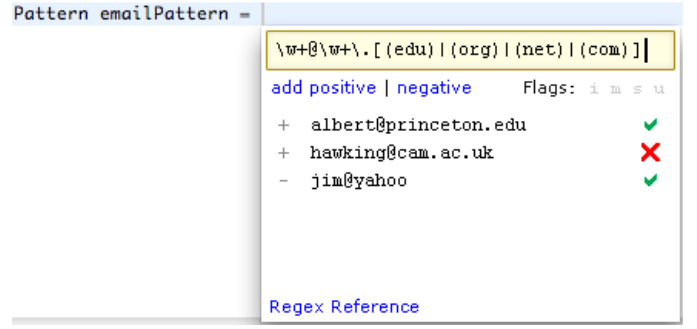 Pattern emailPattern =
\w+@\w+\.[(edu)|(org)|(net)|(com)]
add positive | negative Flags: i m s u
+ albert@princeton.edu
+ hawking@cam.ac.uk
- jim@yahoo
Regex Reference